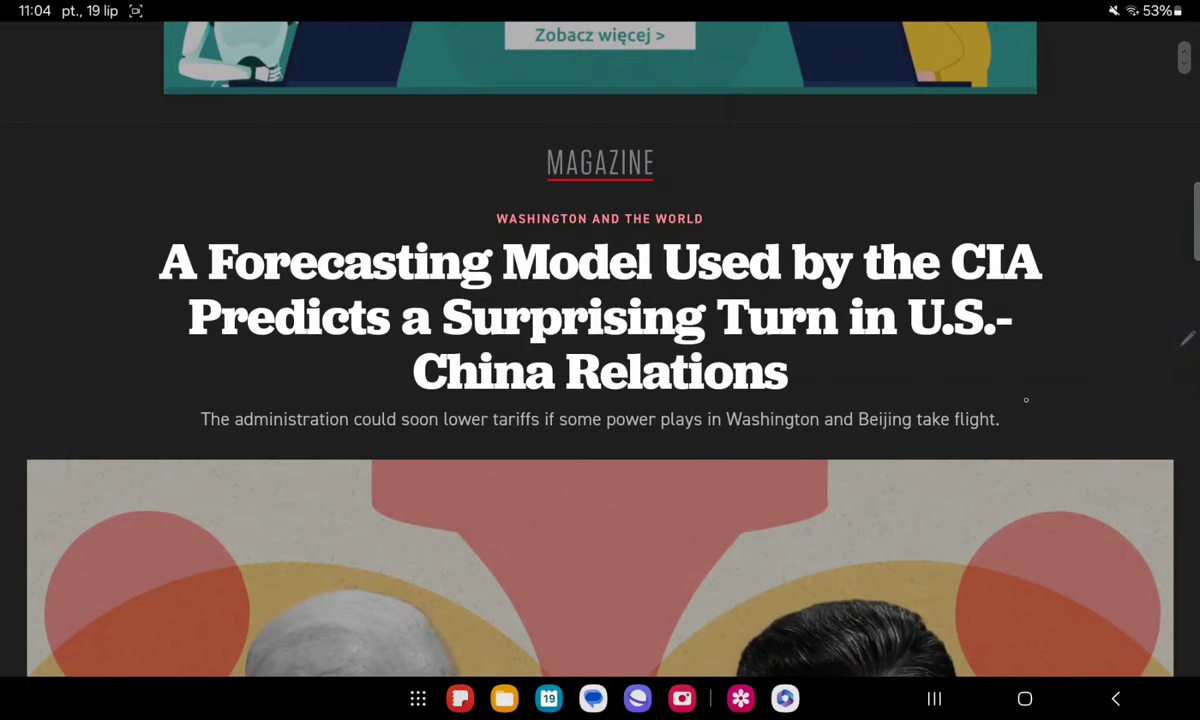 11:04 pt., 19 lip 53%
Zobacz więcej >
MAGAZINE
WASHINGTON AND THE WORLD
A Forecasting Model Used by the CIA
Predicts a Surprising Turn in U.S.-
China Relations
The administration could soon lower tariffs if some power plays in Washington and Beijing take flight.
19